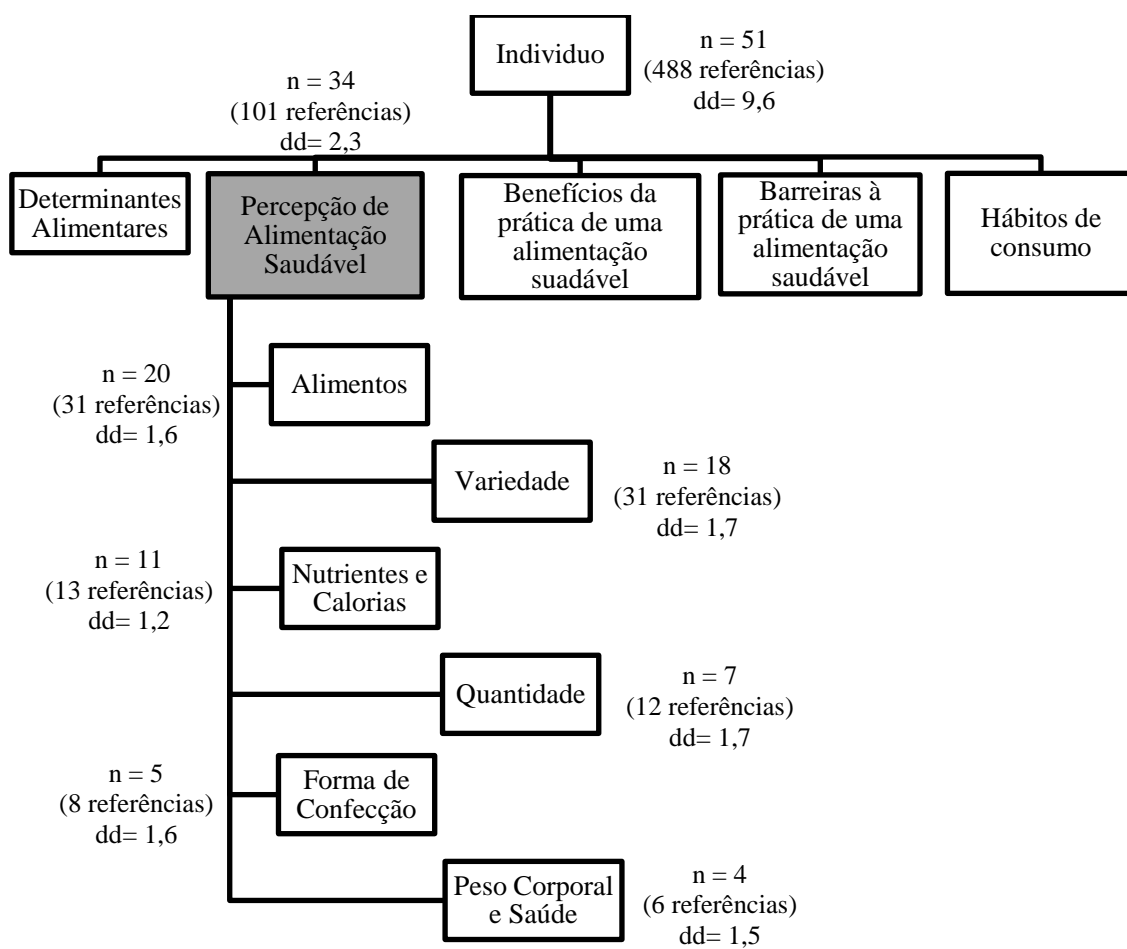 Individuo
n = 51
(488 referências)
dd= 9,6
n = 34
(101 referências)
dd= 2,3
Determinantes
Alimentares
Percepção de
Alimentação
Saudável
Benefícios da
prática de uma
alimentação
suadável
Barreiras à
prática de uma
alimentação
saudável
Hábitos de
consumo
n = 20
(31 referências)
dd= 1,6
Alimentos
Variedade
n = 18
(31 referências)
dd= 1,7
n = 11
(13 referências)
dd= 1,2
Nutrientes e
Calorias
Quantidade
n = 7
(12 referências)
dd= 1,7
n = 5
(8 referências)
dd= 1,6
Forma de
Confecção
Peso Corporal
e Saúde
n = 4
(6 referências)
dd= 1,5